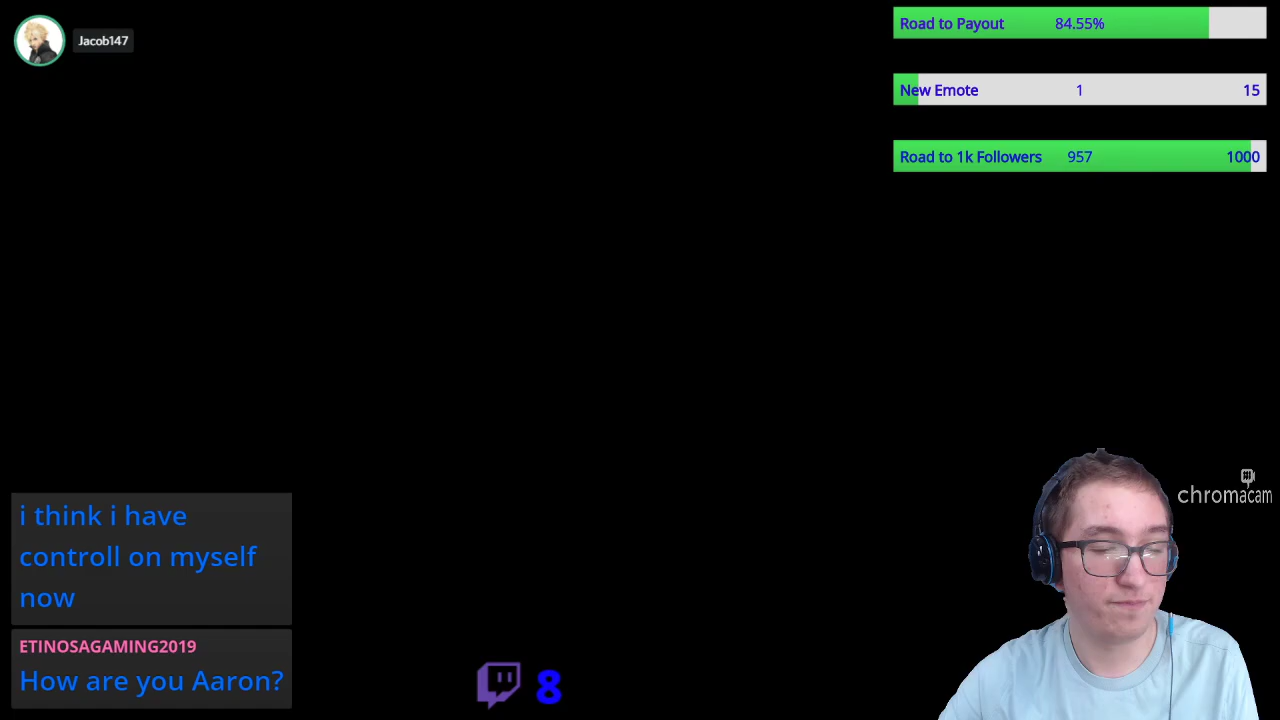 Jacob147
Road to Payout 84.55%
New Emote 1 15
Road to 1k Followers 957 1000
chromacam
i think i have
controll on myself
now
ETINOSAGAMING2019
How are you Aaron?
8